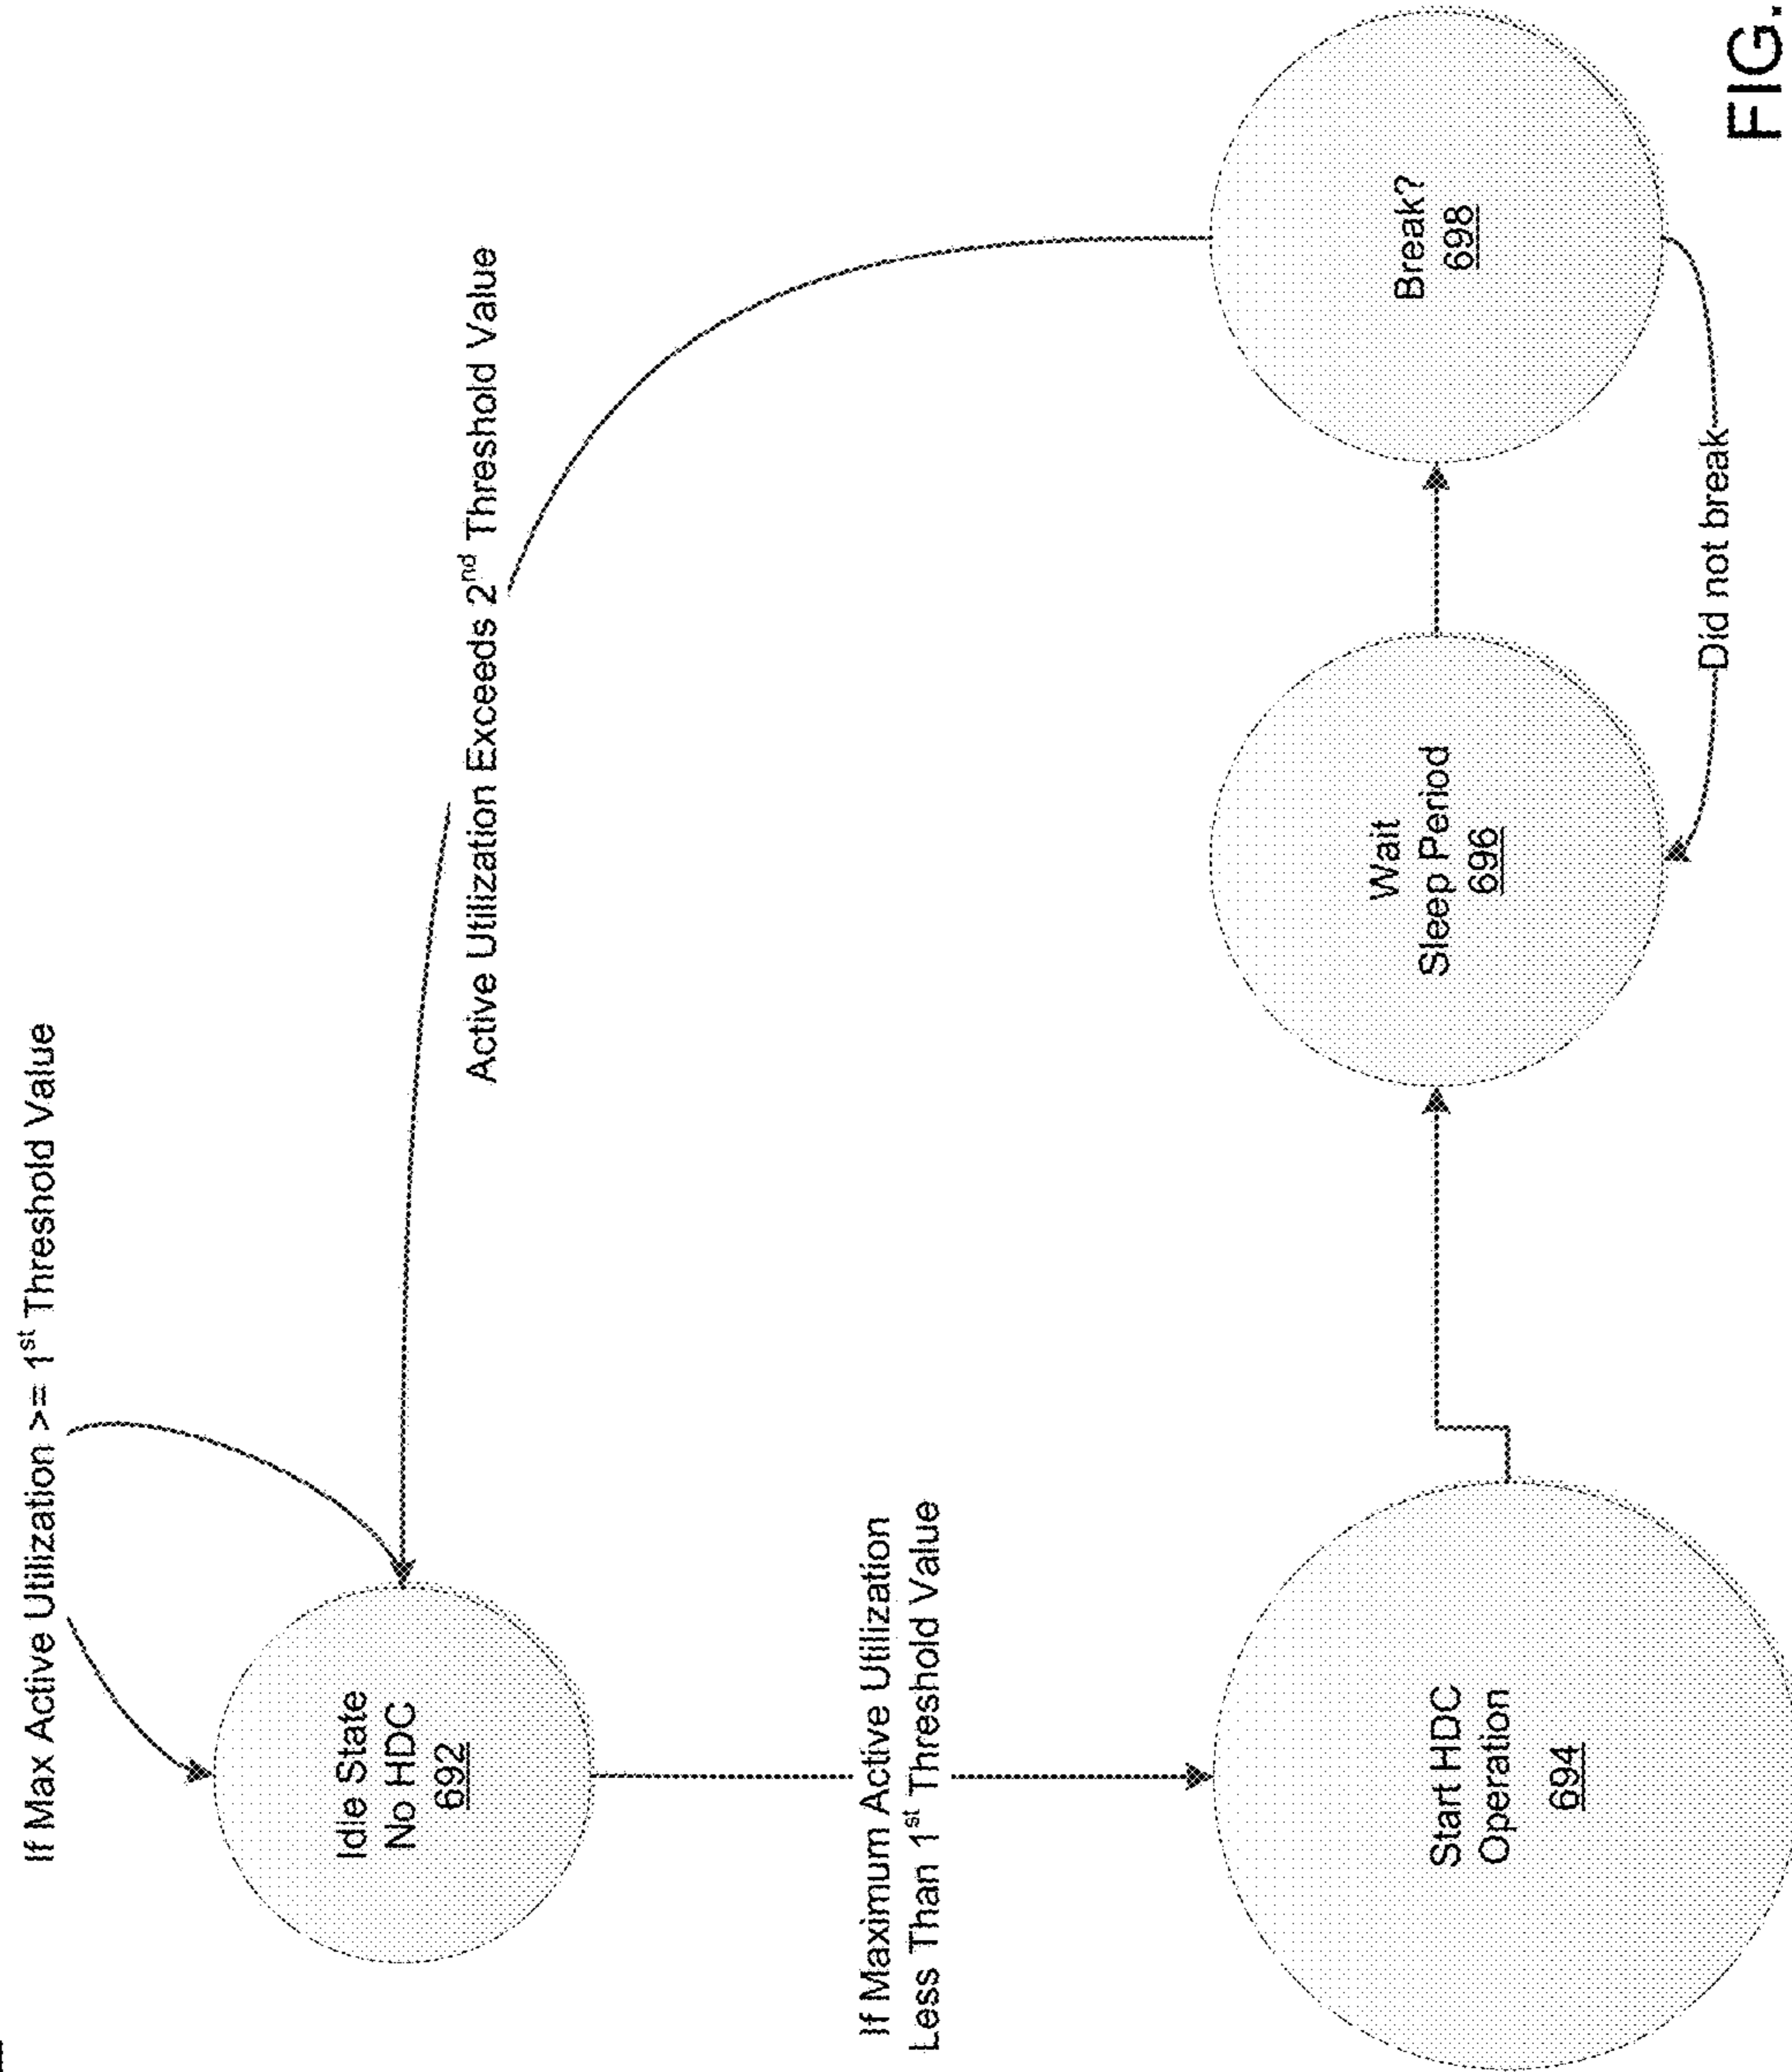 If Max Active Utilization >= 1st Threshold Value
Idle State
No HDC
692
Active Utilization Exceeds 2nd Threshold Value
If Maximum Active Utilization
Less Than 1st Threshold Value
Start HDC
Operation
694
Wait
Sleep Period
696
Break?
698
Did not break
FIG.